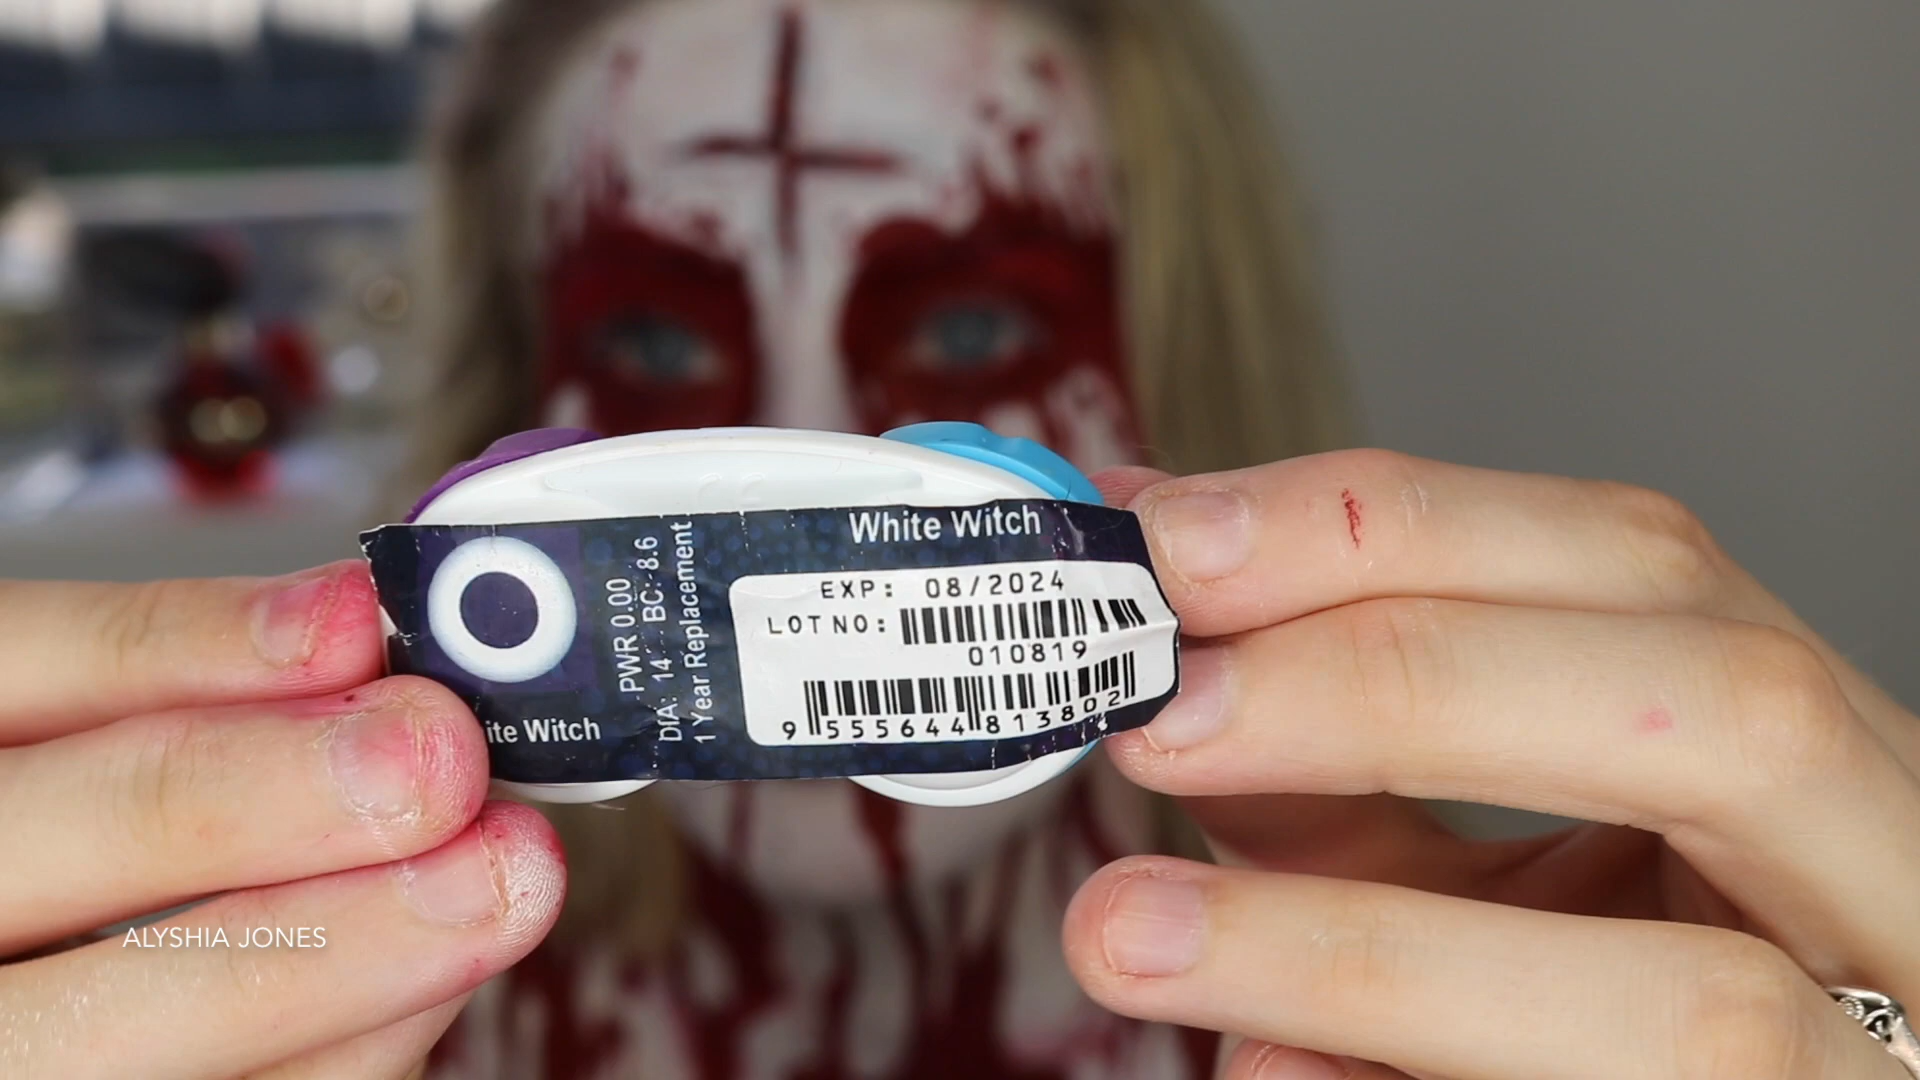 White Witch
EXP: 08/2024
LOT NO:
010819
9 555644 813802
PWR 0.00
DIA: 14 BC: 8.6
1 Year Replacement
ite Witch
CE
ALYSHIA JONES